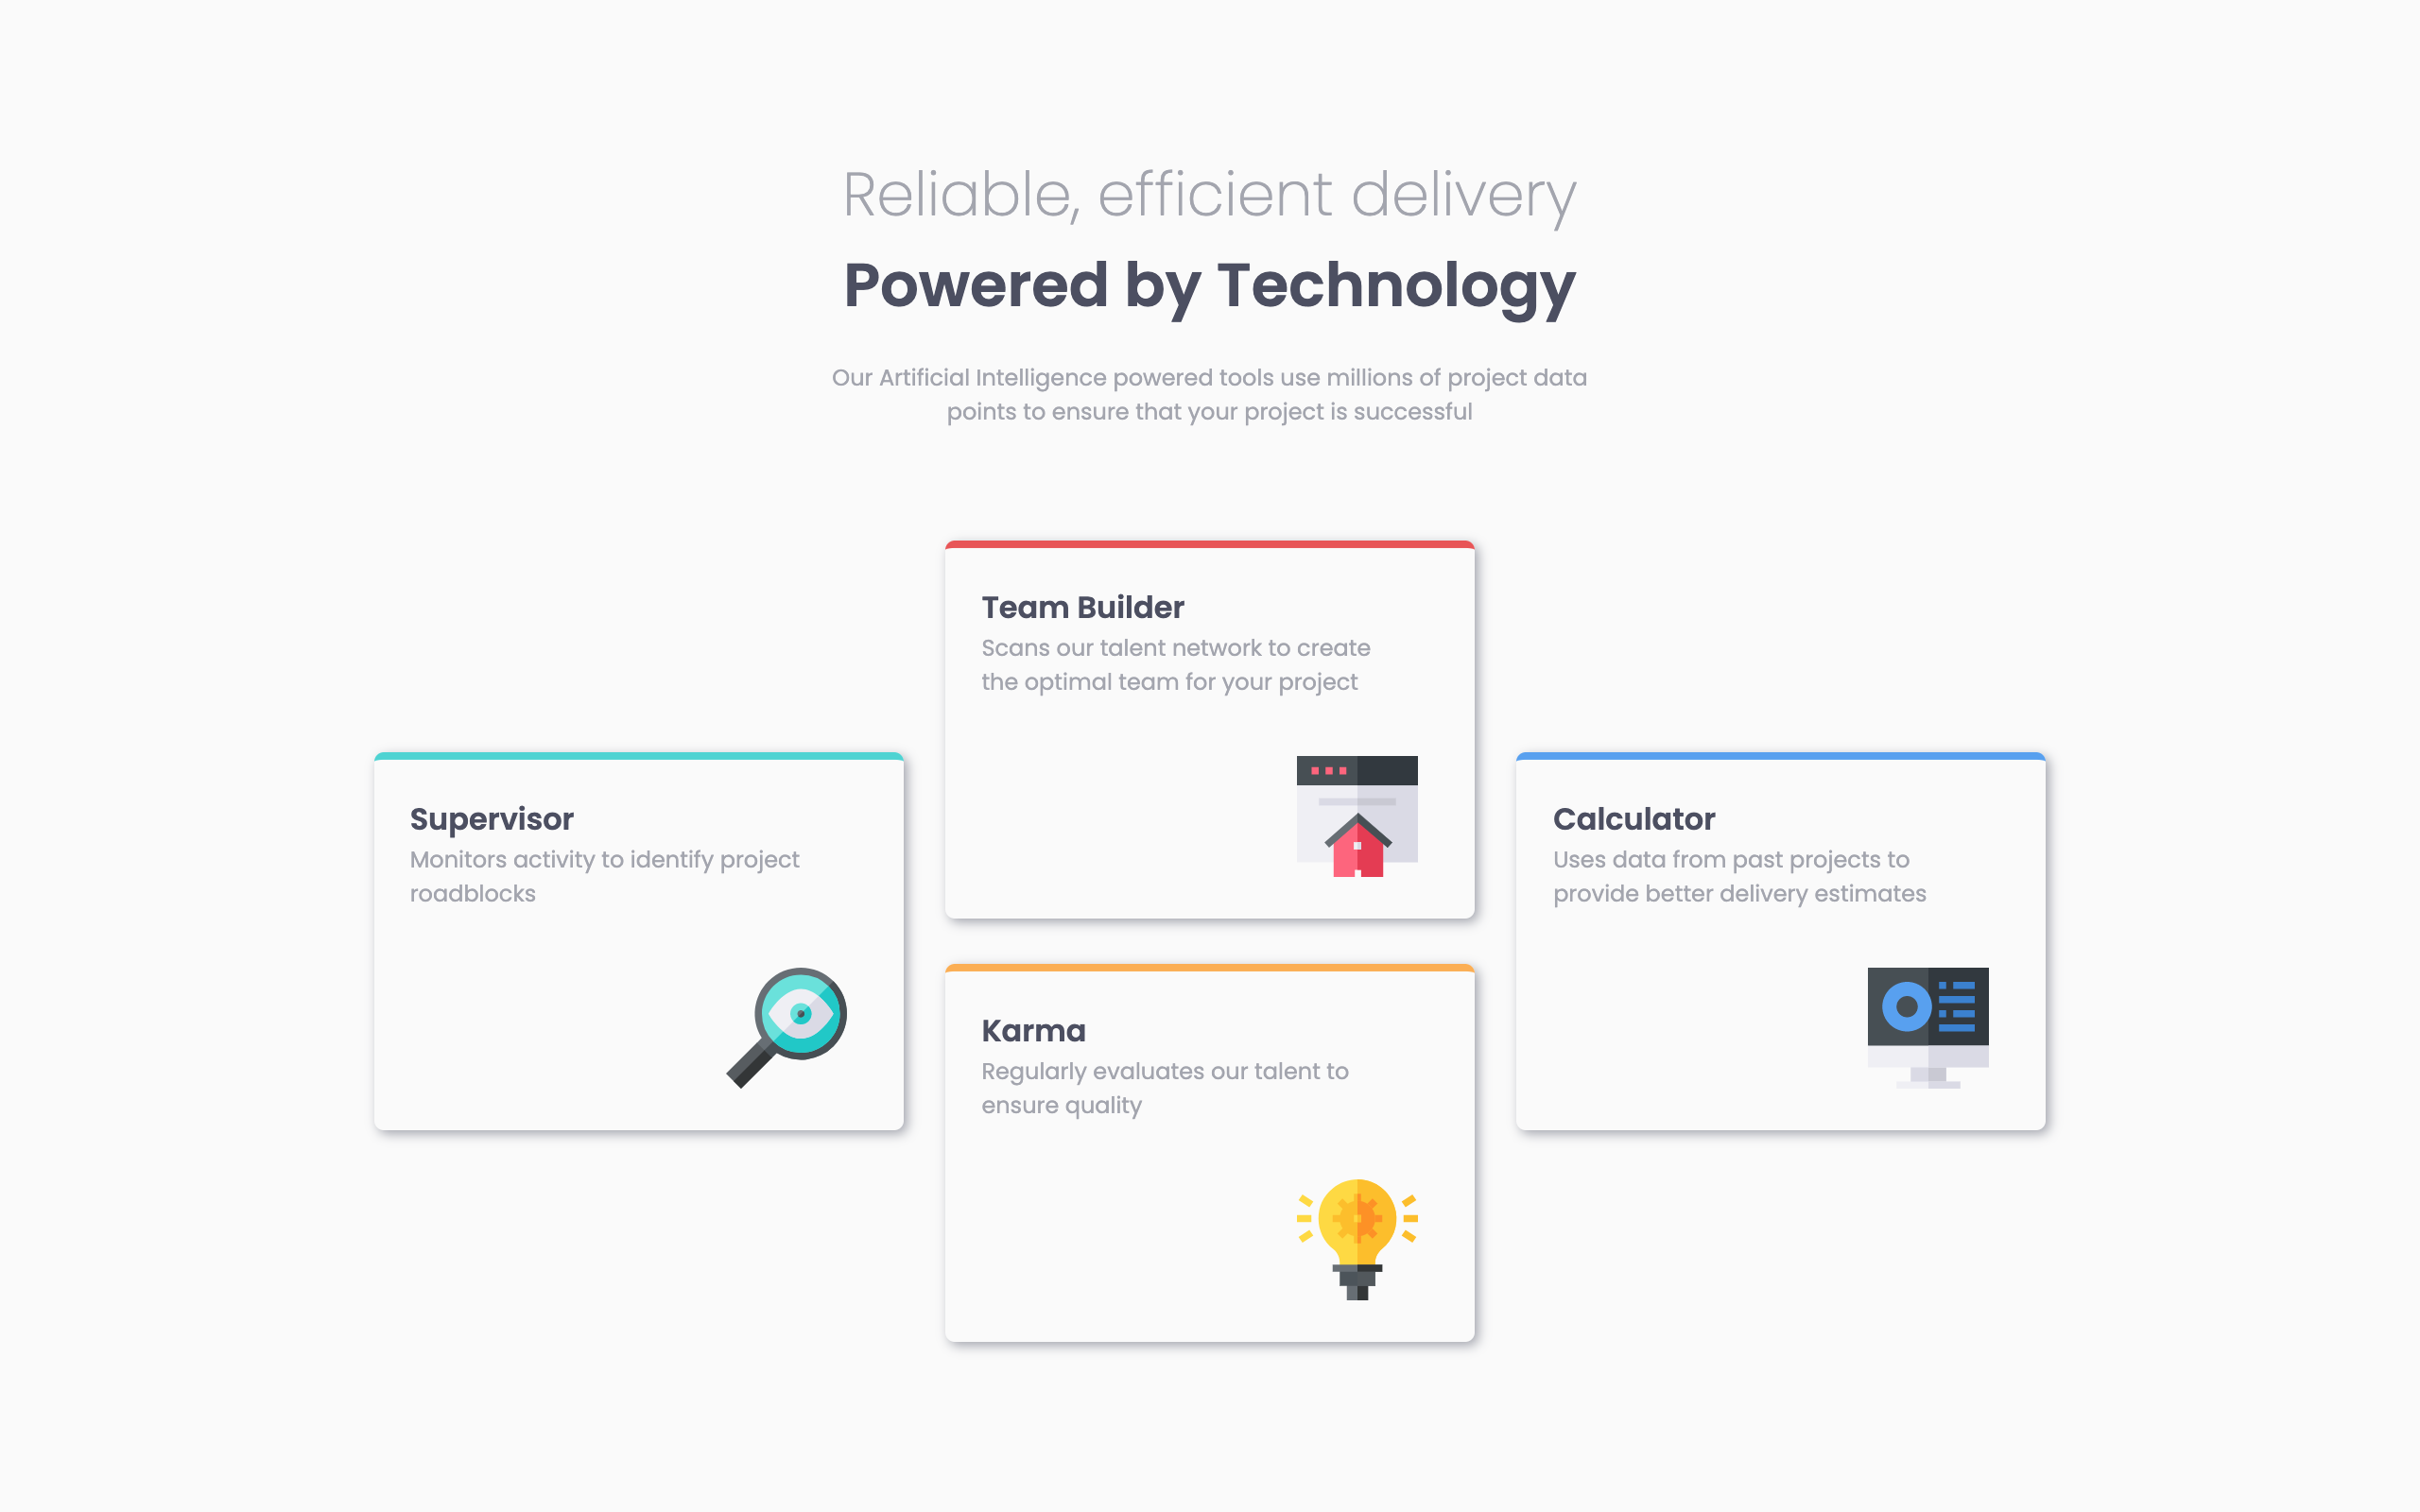 Reliable, efficient delivery
Powered by Technology
Our Artificial Intelligence powered tools use millions of project data
points to ensure that your project is successful
Team Builder
Scans our talent network to create
the optimal team for your project
Supervisor
Monitors activity to identify project
roadblocks
Calculator
Uses data from past projects to
provide better delivery estimates
Karma
Regularly evaluates our talent to
ensure quality